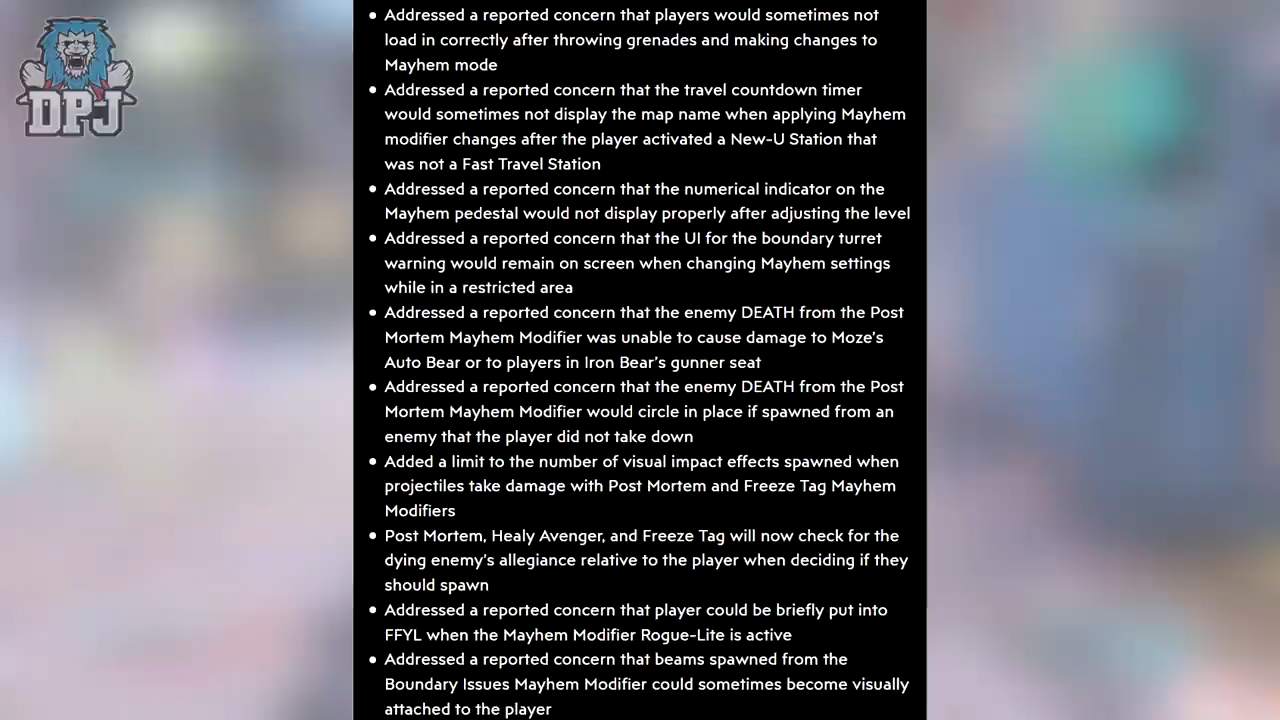 DPJ
• Addressed a reported concern that players would sometimes not
load in correctly after throwing grenades and making changes to
Mayhem mode
• Addressed a reported concern that the travel countdown timer
would sometimes not display the map name when applying Mayhem
modifier changes after the player activated a New-U Station that
was not a Fast Travel Station
• Addressed a reported concern that the numerical indicator on the
Mayhem pedestal would not display properly after adjusting the level
• Addressed a reported concern that the UI for the boundary turret
warning would remain on screen when changing Mayhem settings
while in a restricted area
• Addressed a reported concern that the enemy DEATH from the Post
Mortem Mayhem Modifier was unable to cause damage to Moze's
Auto Bear or to players in Iron Bear's gunner seat
• Addressed a reported concern that the enemy DEATH from the Post
Mortem Mayhem Modifier would circle in place if spawned from an
enemy that the player did not take down
• Added a limit to the number of visual impact effects spawned when
projectiles take damage with Post Mortem and Freeze Tag Mayhem
Modifiers
• Post Mortem, Healy Avenger, and Freeze Tag will now check for the
dying enemy's allegiance relative to the player when deciding if they
should spawn
• Addressed a reported concern that player could be briefly put into
FFYL when the Mayhem Modifier Rogue-Lite is active
• Addressed a reported concern that beams spawned from the
Boundary Issues Mayhem Modifier could sometimes become visually
attached to the player